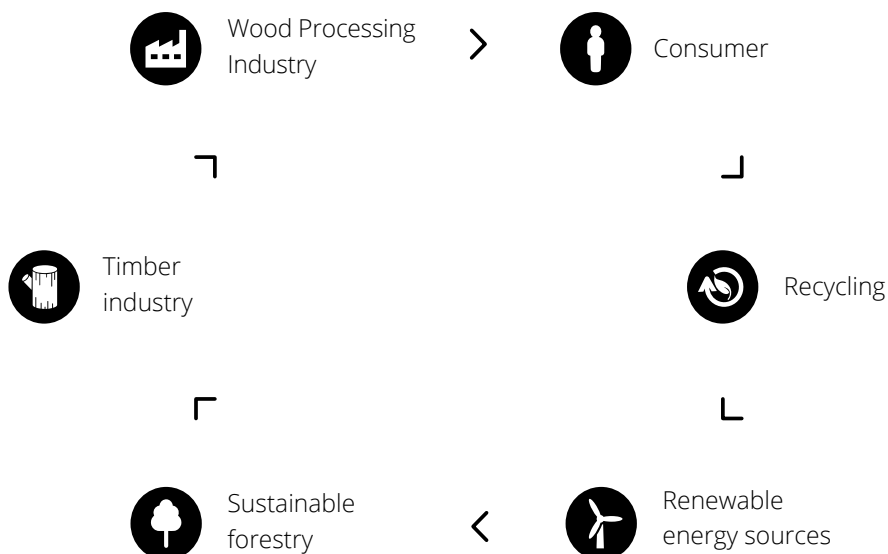 Wood Processing
Industry
Consumer
Timber
industry
Recycling
Sustainable
forestry
Renewable
energy sources